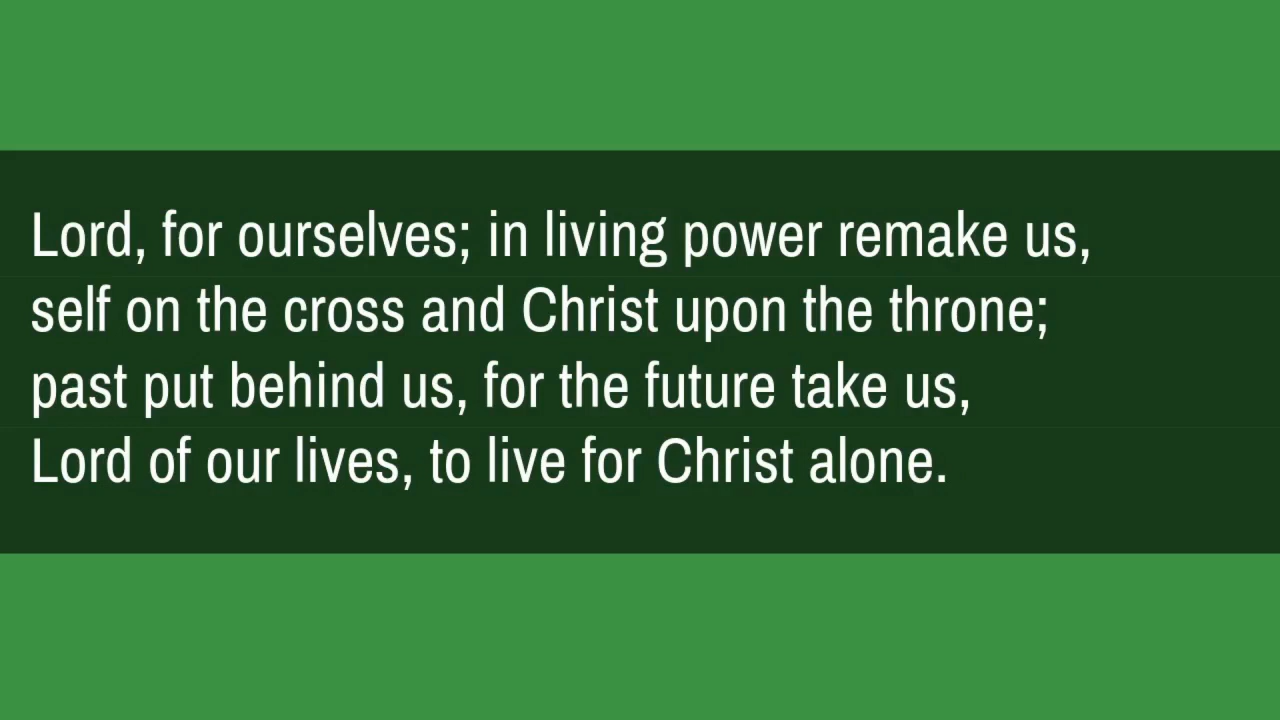 Lord, for ourselves; in living power remake us,
self on the cross and Christ upon the throne;
past put behind us, for the future take us,
Lord of our lives, to live for Christ alone.